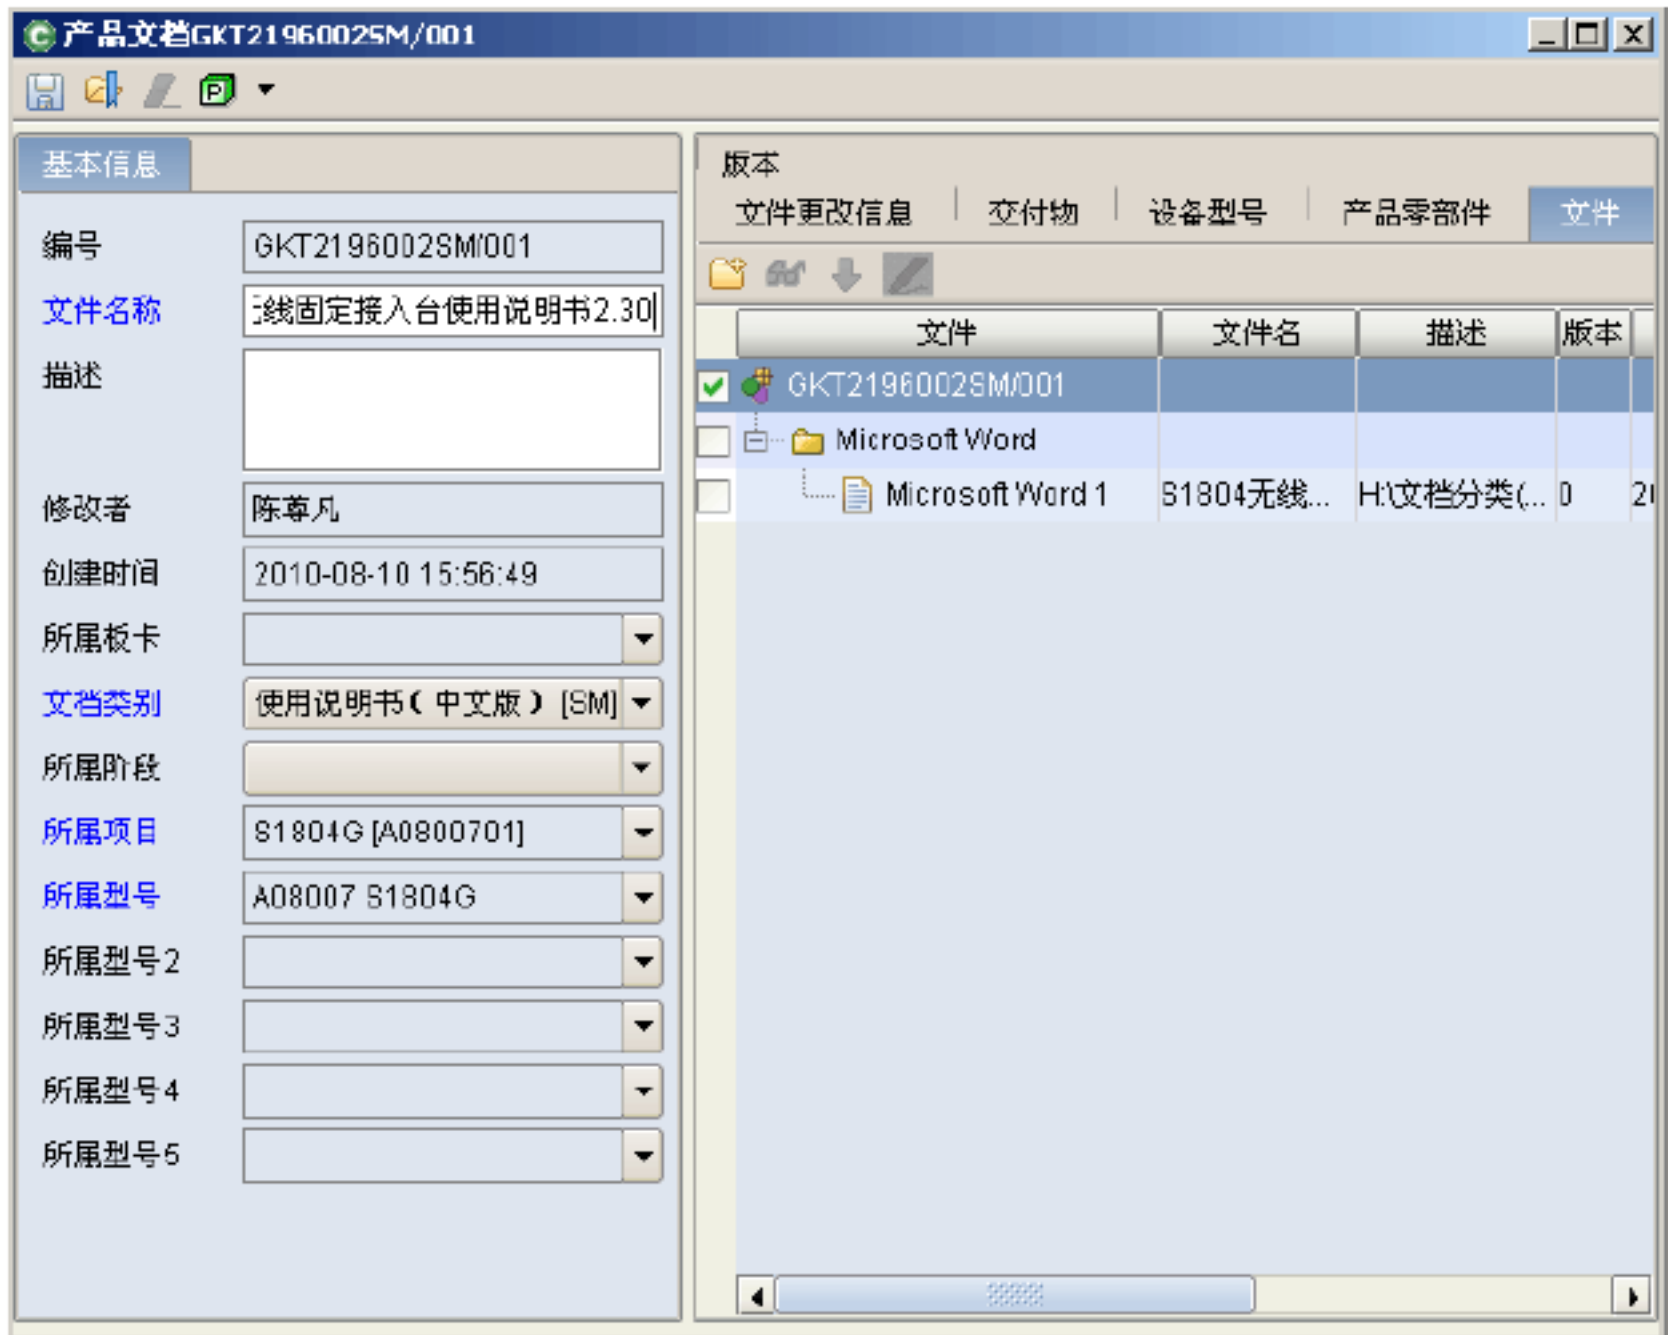 产品文档GKT2196002SM/001
基本信息
编号 GKT2196002SM/001
文件名称 线固定接入台使用说明书2.30
描述
修改者 陈尊凡
创建时间 2010-08-10 15:56:49
所属板卡
文档类别 使用说明书(中文版) [SM]
所属阶段
所属项目 S1804G [A0800701]
所属型号 A08007 S1804G
所属型号2
所属型号3
所属型号4
所属型号5
版本
文件更改信息 交付物 设备型号 产品零部件 文件
文件 文件名 描述 版本
GKT2196002SM/001
Microsoft Word
Microsoft Word 1 S1804无线... H:\文档分类(... 0